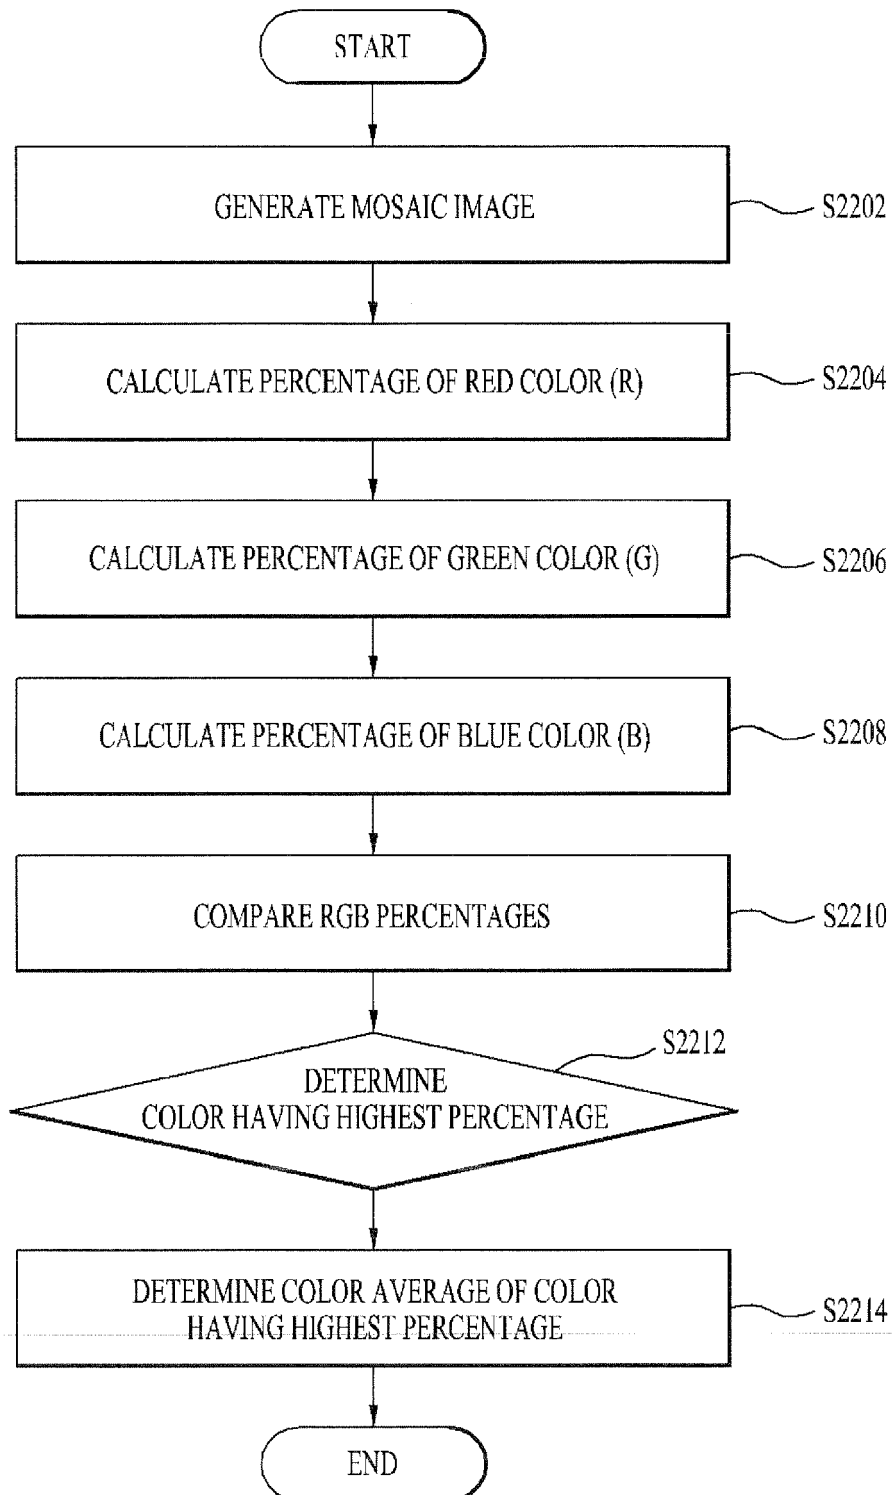 START
GENERATE MOSAIC IMAGE
S2202
CALCULATE PERCENTAGE OF RED COLOR (R)
S2204
CALCULATE PERCENTAGE OF GREEN COLOR (G)
S2206
CALCULATE PERCENTAGE OF BLUE COLOR (B)
S2208
COMPARE RGB PERCENTAGES
S2210
S2212
DETERMINE
COLOR HAVING HIGHEST PERCENTAGE
DETERMINE COLOR AVERAGE OF COLOR
HAVING HIGHEST PERCENTAGE
S2214
END